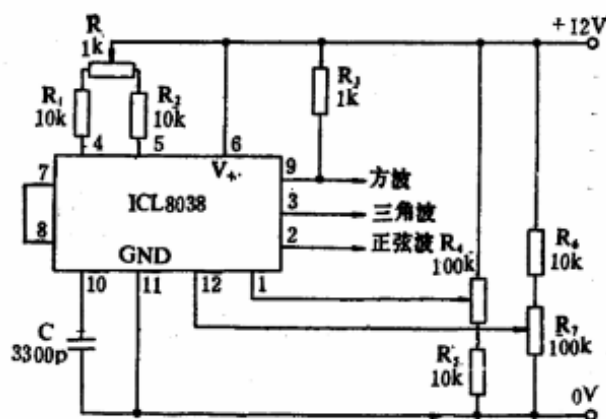 R
1k
+12V
R₁
10k
R₂
10k
R₃
1k
4
5
6
V₊
7
8
ICL8038
GND
9
方波
3
三角波
2
正弦波
R₄
100k
R₆
10k
10
11
12
1
C
3300p
R₅
10k
R₇
100k
0V